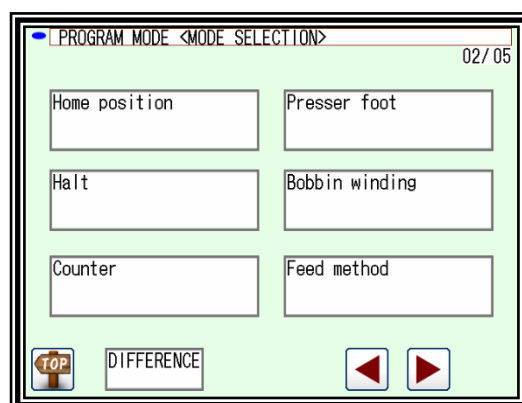 PROGRAM MODE <MODE SELECTION>
02/05
Home position
Presser foot
Halt
Bobbin winding
Counter
Feed method
TOP
DIFFERENCE